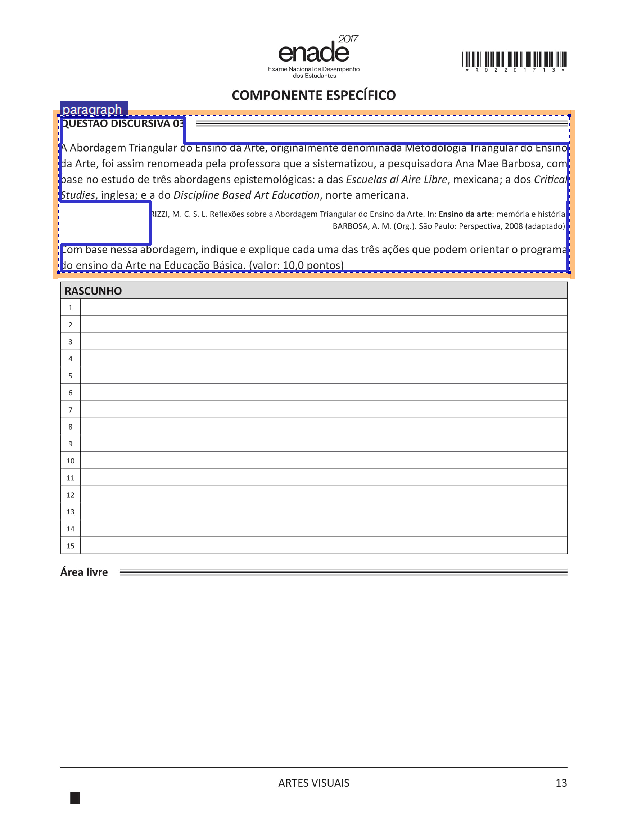 2017
enade
Exame Nacional de Desempenho
dos Estudantes
*R0220171 3*
COMPONENTE ESPECÍFICO
paragraph
QUESTÃO DISCURSIVA 03
A Abordagem Triangular do Ensino da Arte, originalmente denominada Metodologia Triangular do Ensino
da Arte, foi assim renomeada pela professora que a sistematizou, a pesquisadora Ana Mae Barbosa, com
base no estudo de três abordagens epistemológicas: a das Escuelas al Aire Libre, mexicana; a dos Critical
Studies, inglesa; e a do Discipline Based Art Education, norte americana.
RIZZI, M. C. S. L. Reflexões sobre a Abordagem Triangular do Ensino da Arte. In: Ensino da arte: memória e história.
BARBOSA, A. M. (Org.). São Paulo: Perspectiva, 2008 (adaptado).
Com base nessa abordagem, indique e explique cada uma das três ações que podem orientar o programa
do ensino da Arte na Educação Básica. (valor: 10,0 pontos)
RASCUNHO
1
2
3
4
5
6
7
8
9
10
11
12
13
14
15
Área livre
ARTES VISUAIS 13